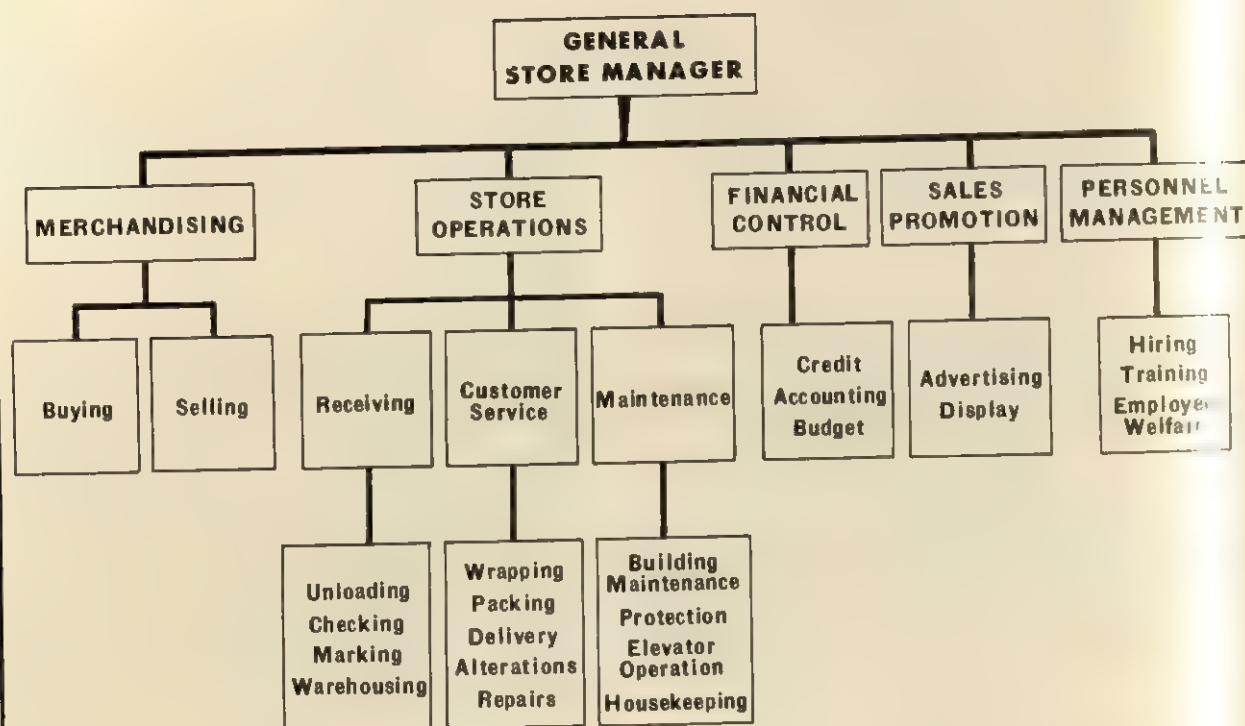 GENERAL
STORE MANAGER
MERCHANDISING
STORE
OPERATIONS
FINANCIAL
CONTROL
SALES
PROMOTION
PERSONNEL
MANAGEMENT
Buying
Selling
Receiving
Customer
Service
Maintenance
Credit
Accounting
Budget
Advertising
Display
Hiring
Training
Unloading
Checking
Marking
Warehousing
Wrapping
Packing
Delivery
Alterations
Repairs
Building
Maintenance
Protection
Elevator
Operation
Housekeeping